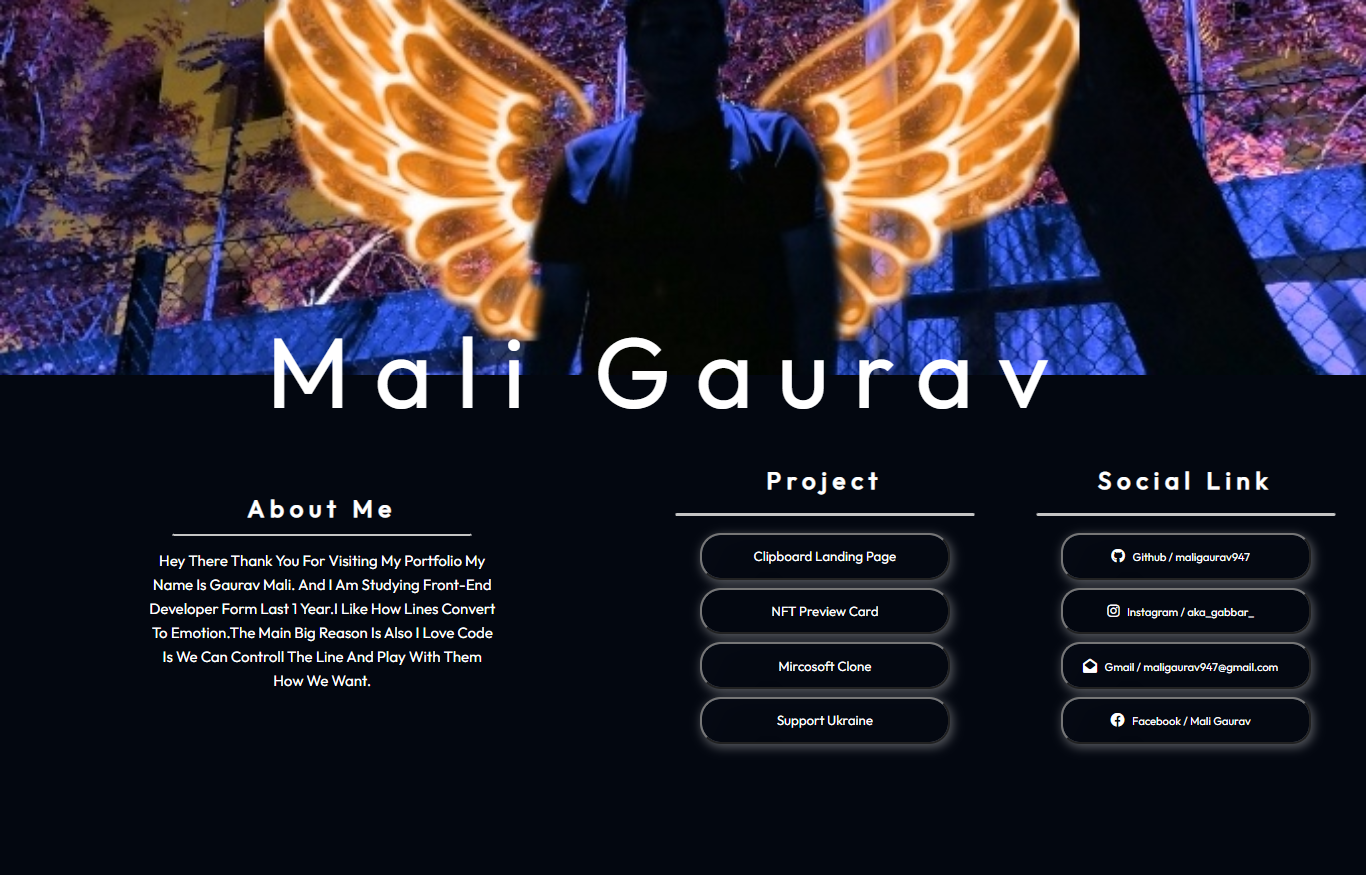 Mali Gaurav
About Me
Hey There Thank You For Visiting My Portfolio My
Name Is Gaurav Mali. And I Am Studying Front-End
Developer Form Last 1 Year.I Like How Lines Convert
To Emotion.The Main Big Reason Is Also I Love Code
Is We Can Controll The Line And Play With Them
How We Want.
Project
Clipboard Landing Page
NFT Preview Card
Mircosoft Clone
Support Ukraine
Social Link
Github / maligaurav947
Instagram / aka_gabbar_
Gmail / maligaurav947@gmail.com
Facebook / Mali Gaurav